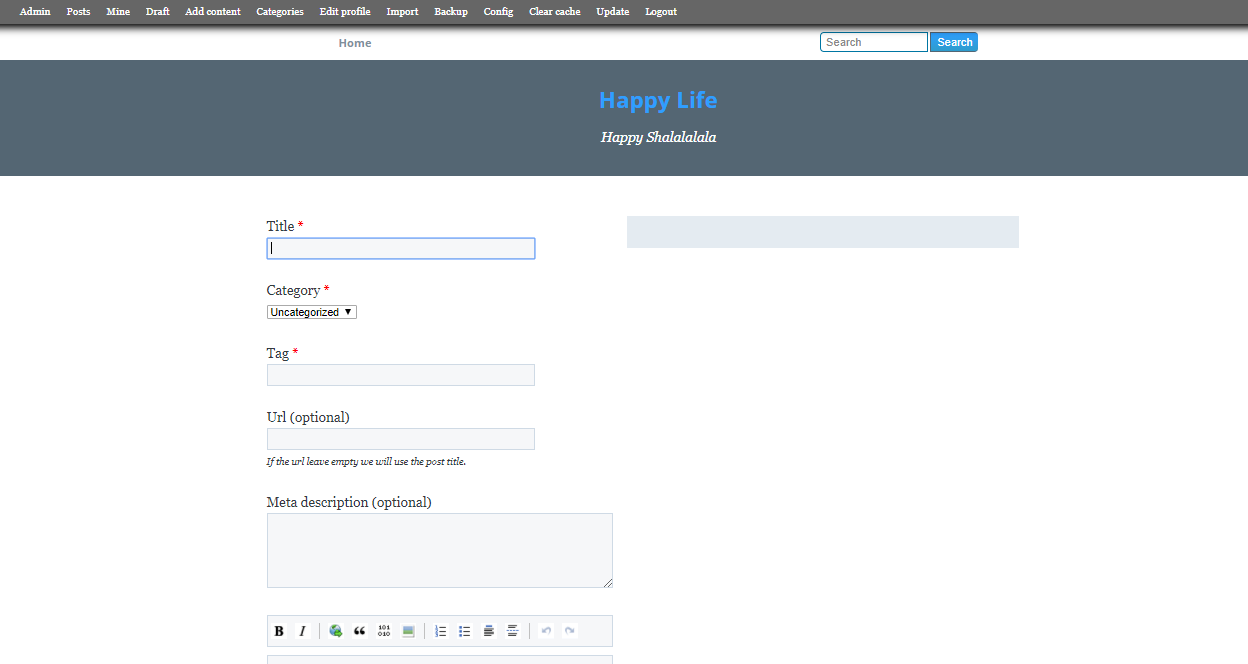 Admin Posts Mine Draft Add content Categories Edit profile Import Backup Config Clear cache Update Logout
Home Search Search
Happy Life
Happy Shalalalala
Title *
Category *
Uncategorized ▼
Tag *
Url (optional)
If the url leave empty we will use the post title.
Meta description (optional)
B I “ 101
010